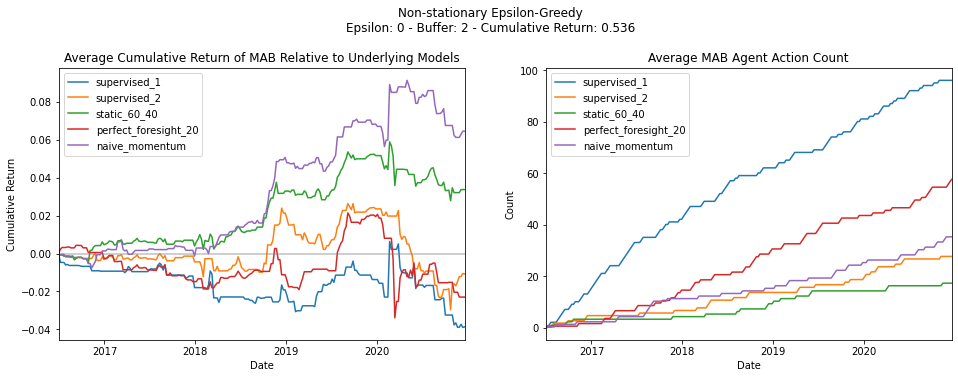 Non-stationary Epsilon-Greedy
Epsilon: 0 - Buffer: 2 - Cumulative Return: 0.536
Average Cumulative Return of MAB Relative to Underlying Models
supervised_1
supervised_2
static_60_40
perfect_foresight_20
naive_momentum
Cumulative Return
0.08
0.06
0.04
0.02
0.00
−0.02
−0.04
2017
2018
2019
2020
Date
Average MAB Agent Action Count
supervised_1
supervised_2
static_60_40
perfect_foresight_20
naive_momentum
Count
100
80
60
40
20
0
2017
2018
2019
2020
Date